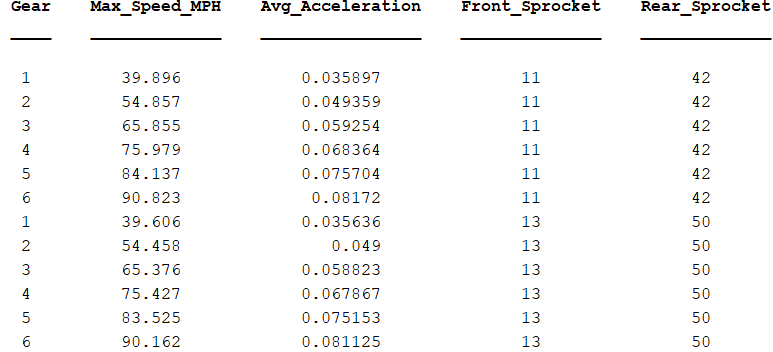 Gear Max_Speed_MPH Avg_Acceleration Front_Sprocket Rear_Sprocket
1 39.896 0.035897 11 42
2 54.857 0.049359 11 42
3 65.855 0.059254 11 42
4 75.979 0.068364 11 42
5 84.137 0.075704 11 42
6 90.823 0.08172 11 42
1 39.606 0.035636 13 50
2 54.458 0.049 13 50
3 65.376 0.058823 13 50
4 75.427 0.067867 13 50
5 83.525 0.075153 13 50
6 90.162 0.081125 13 50